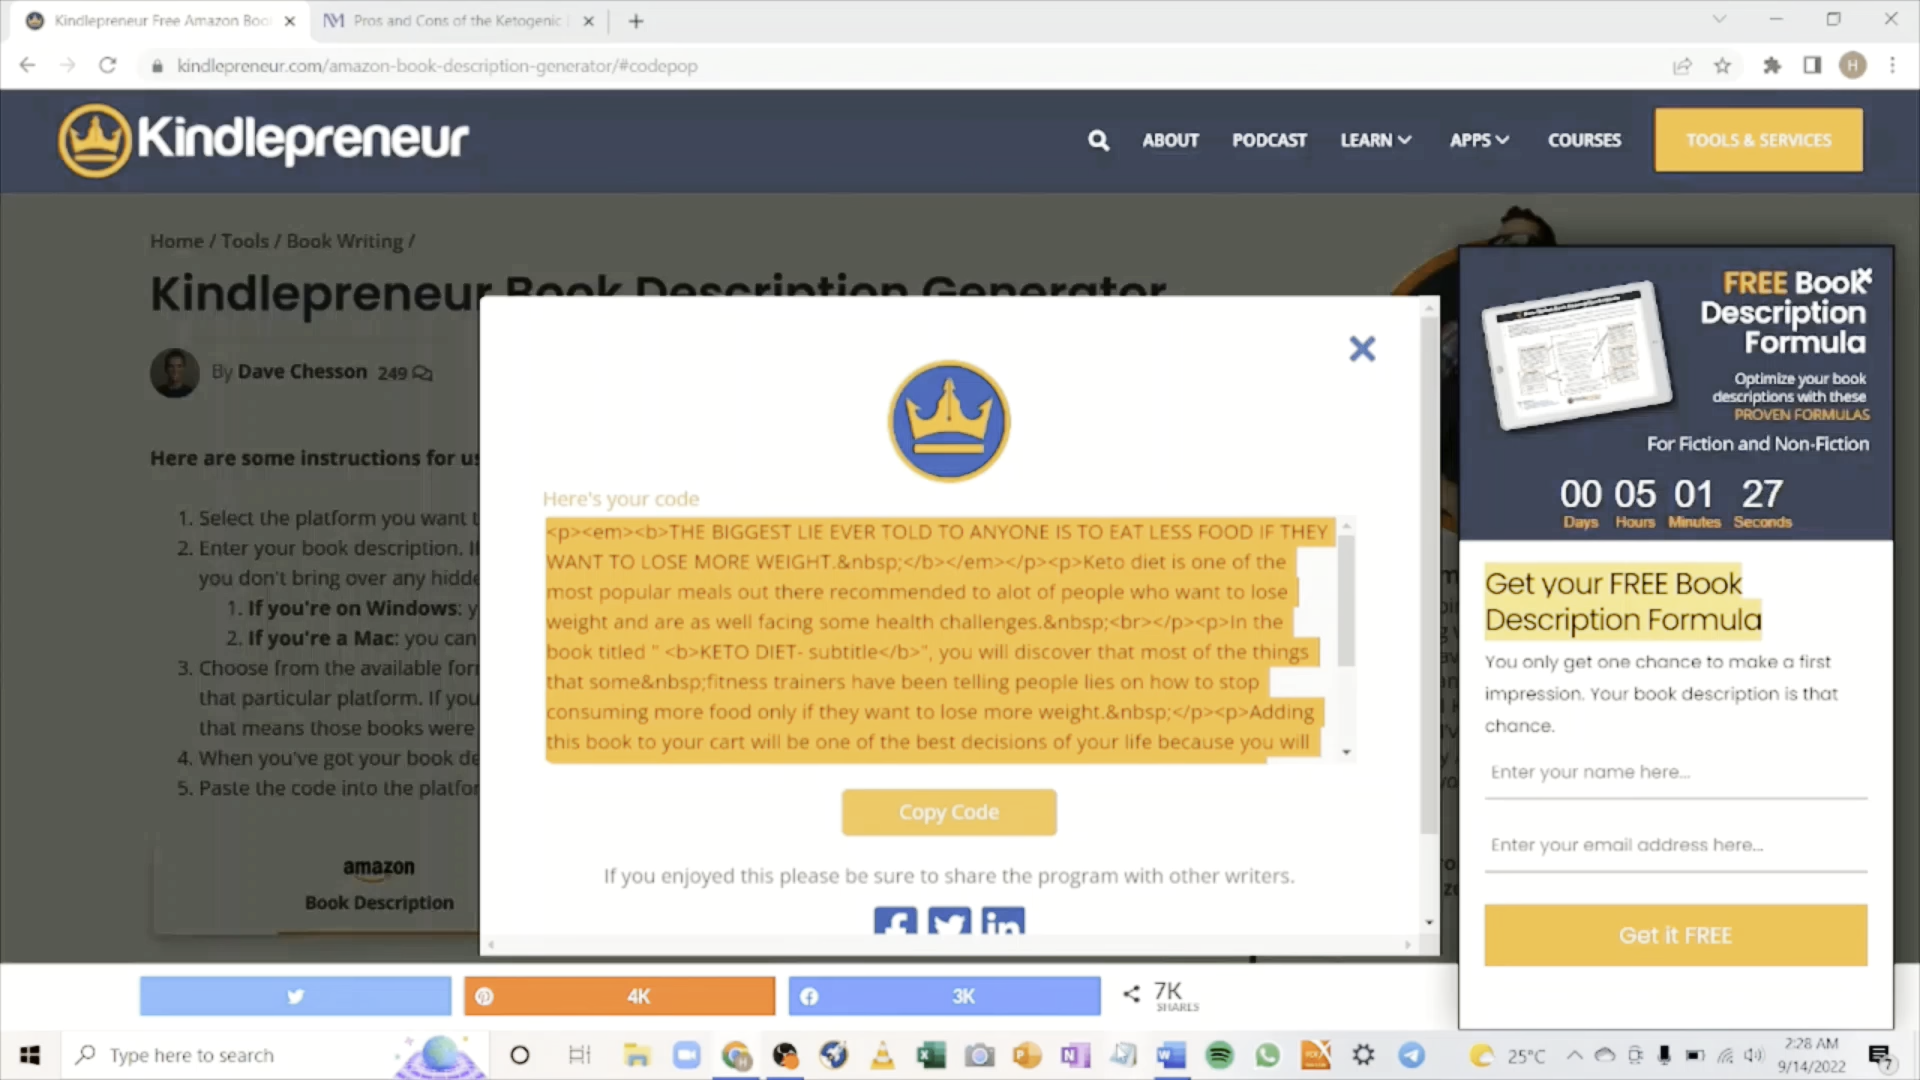 Kindlepreneur Free Amazon Boo
Pros and Cons of the Ketogenic
kindlepreneur.com/amazon-book-description-generator/#codepop
H
Kindlepreneur
ABOUT
PODCAST
LEARN
APPS
COURSES
TOOLS & SERVICES
Home / Tools / Book Writing /
Kindlepreneur Book Description Generator
By Dave Chesson 249
Here are some instructions for us
1. Select the platform you want t
2. Enter your book description. I
you don't bring over any hidde
1. If you're on Windows: y
2. If you're a Mac: you can
3. Choose from the available for
that particular platform. If you
that means those books were
4. When you've got your book de
5. Paste the code into the platfor
amazon
Book Description
Here's your code
<p><em><b>THE BIGGEST LIE EVER TOLD TO ANYONE IS TO EAT LESS FOOD IF THEY
WANT TO LOSE MORE WEIGHT.&nbsp;</b></em></p><p>Keto diet is one of the
most popular meals out there recommended to alot of people who want to lose
weight and are as well facing some health challenges.&nbsp;<br></p><p>In the
book titled " <b>KETO DIET- subtitle</b>", you will discover that most of the things
that some&nbsp;fitness trainers have been telling people lies on how to stop
consuming more food only if they want to lose more weight.&nbsp;</p><p>Adding
this book to your cart will be one of the best decisions of your life because you will
Copy Code
If you enjoyed this please be sure to share the program with other writers.
FREE Book
Description
Formula
Optimize your book
descriptions with these
PROVEN FORMULAS
For Fiction and Non-Fiction
00 05 01 27
Days Hours Minutes Seconds
Get your FREE Book
Description Formula
You only get one chance to make a first
impression. Your book description is that
chance.
Enter your name here...
Enter your email address here...
Get it FREE
4K
3K
7K
SHARES
Type here to search
25°C
2:28 AM
9/14/2022
7